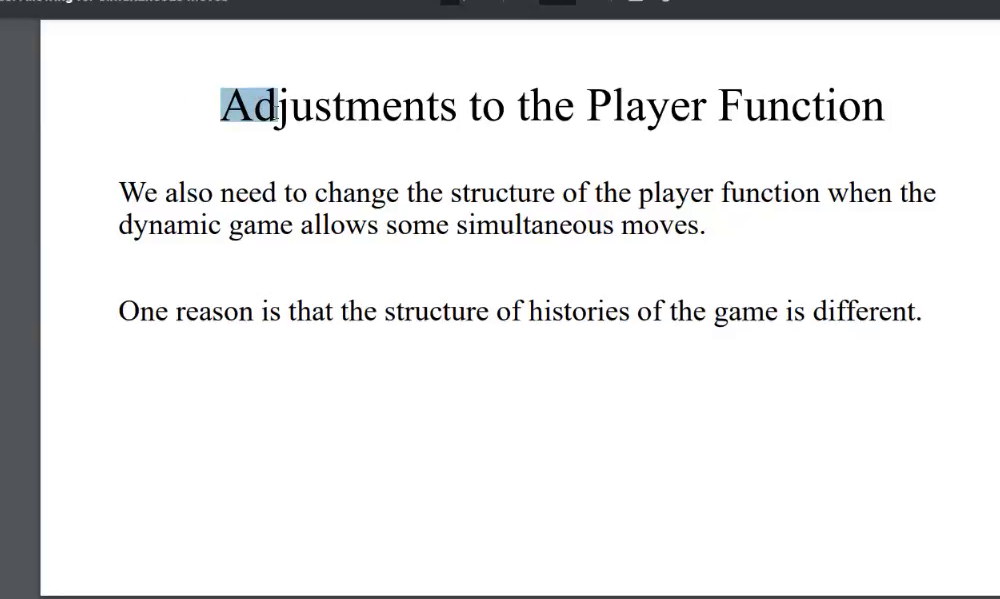 Adjustments to the Player Function
We also need to change the structure of the player function when the
dynamic game allows some simultaneous moves.
One reason is that the structure of histories of the game is different.